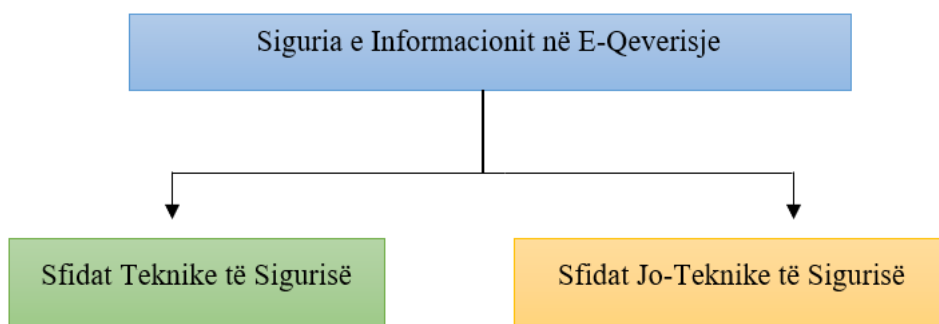 Siguria e Informacionit në E-Qeverisje
Sfidat Teknike të Sigurisë
Sfidat Jo-Teknike të Sigurisë